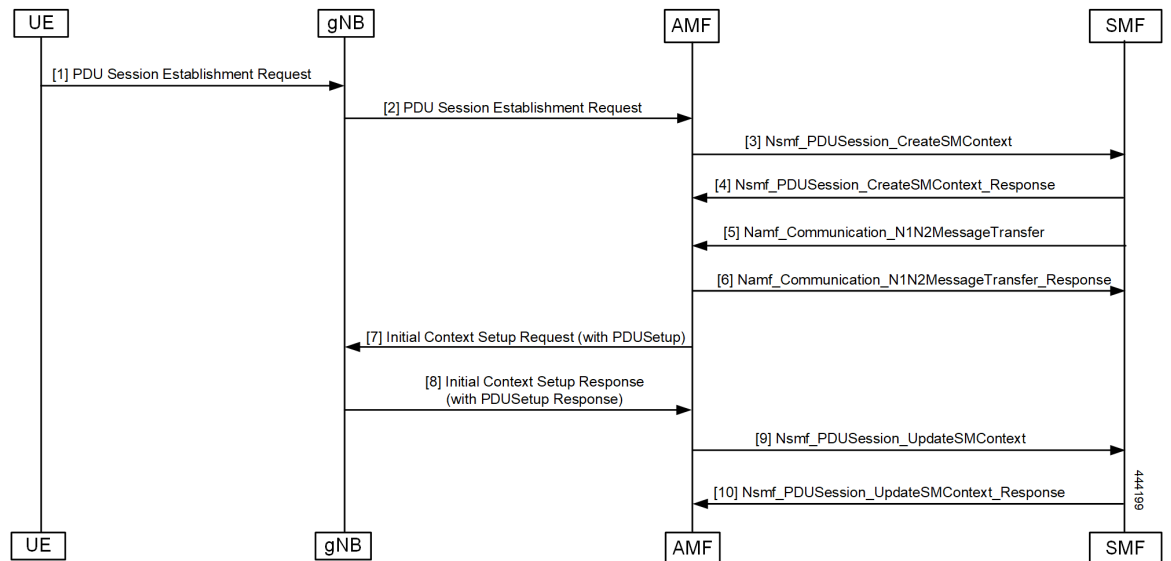 UE
gNB
AMF
SMF
[1] PDU Session Establishment Request
[2] PDU Session Establishment Request
[3] Nsmf_PDUSession_CreateSMContext
[4] Nsmf_PDUSession_CreateSMContext_Response
[5] Namf_Communication_N1N2MessageTransfer
[6] Namf_Communication_N1N2MessageTransfer_Response
[7] Initial Context Setup Request (with PDUSetup)
[8] Initial Context Setup Response
(with PDUSetup Response)
[9] Nsmf_PDUSession_UpdateSMContext
[10] Nsmf_PDUSession_UpdateSMContext_Response
444199
UE
gNB
AMF
SMF